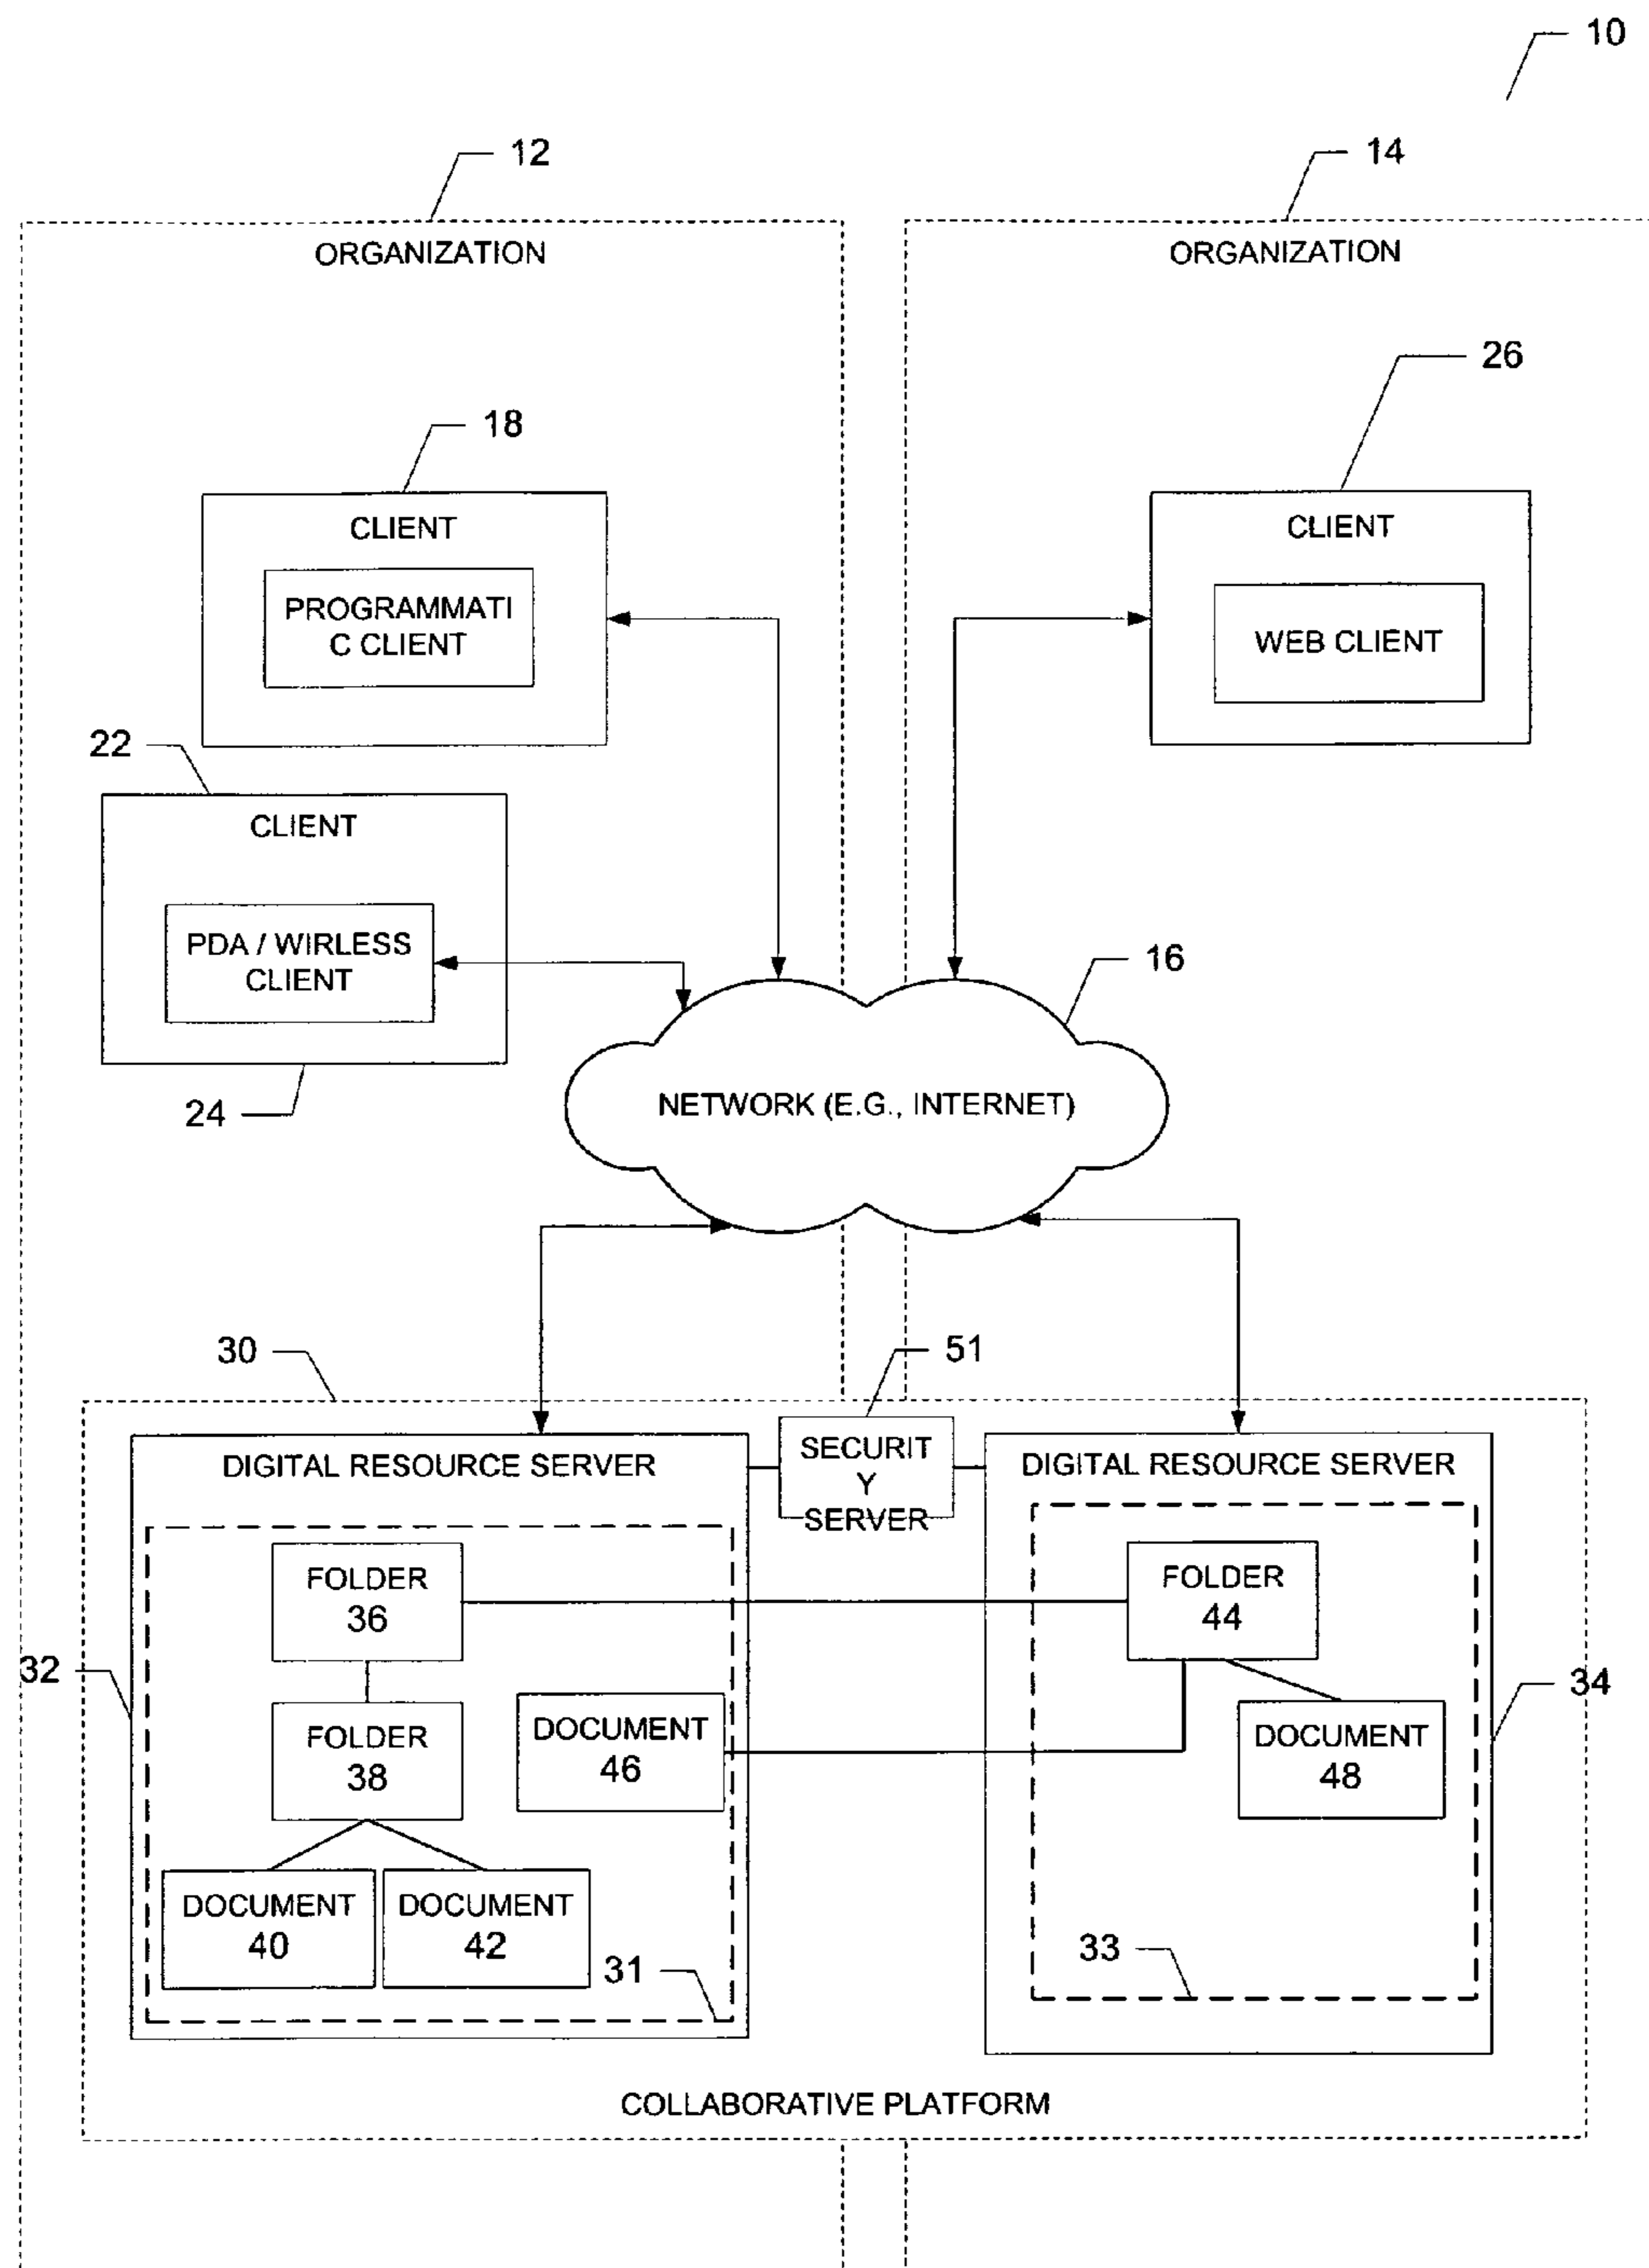 10
12
14
ORGANIZATION
ORGANIZATION
26
18
CLIENT
PROGRAMMATI
C CLIENT
CLIENT
WEB CLIENT
22
CLIENT
PDA / WIRLESS
CLIENT
24
16
NETWORK (E.G., INTERNET)
30
51
DIGITAL RESOURCE SERVER
SECURIT
Y
SERVER
DIGITAL RESOURCE SERVER
FOLDER
36
FOLDER
44
32
34
FOLDER
38
DOCUMENT
46
DOCUMENT
48
DOCUMENT
40
DOCUMENT
42
31
33
COLLABORATIVE PLATFORM